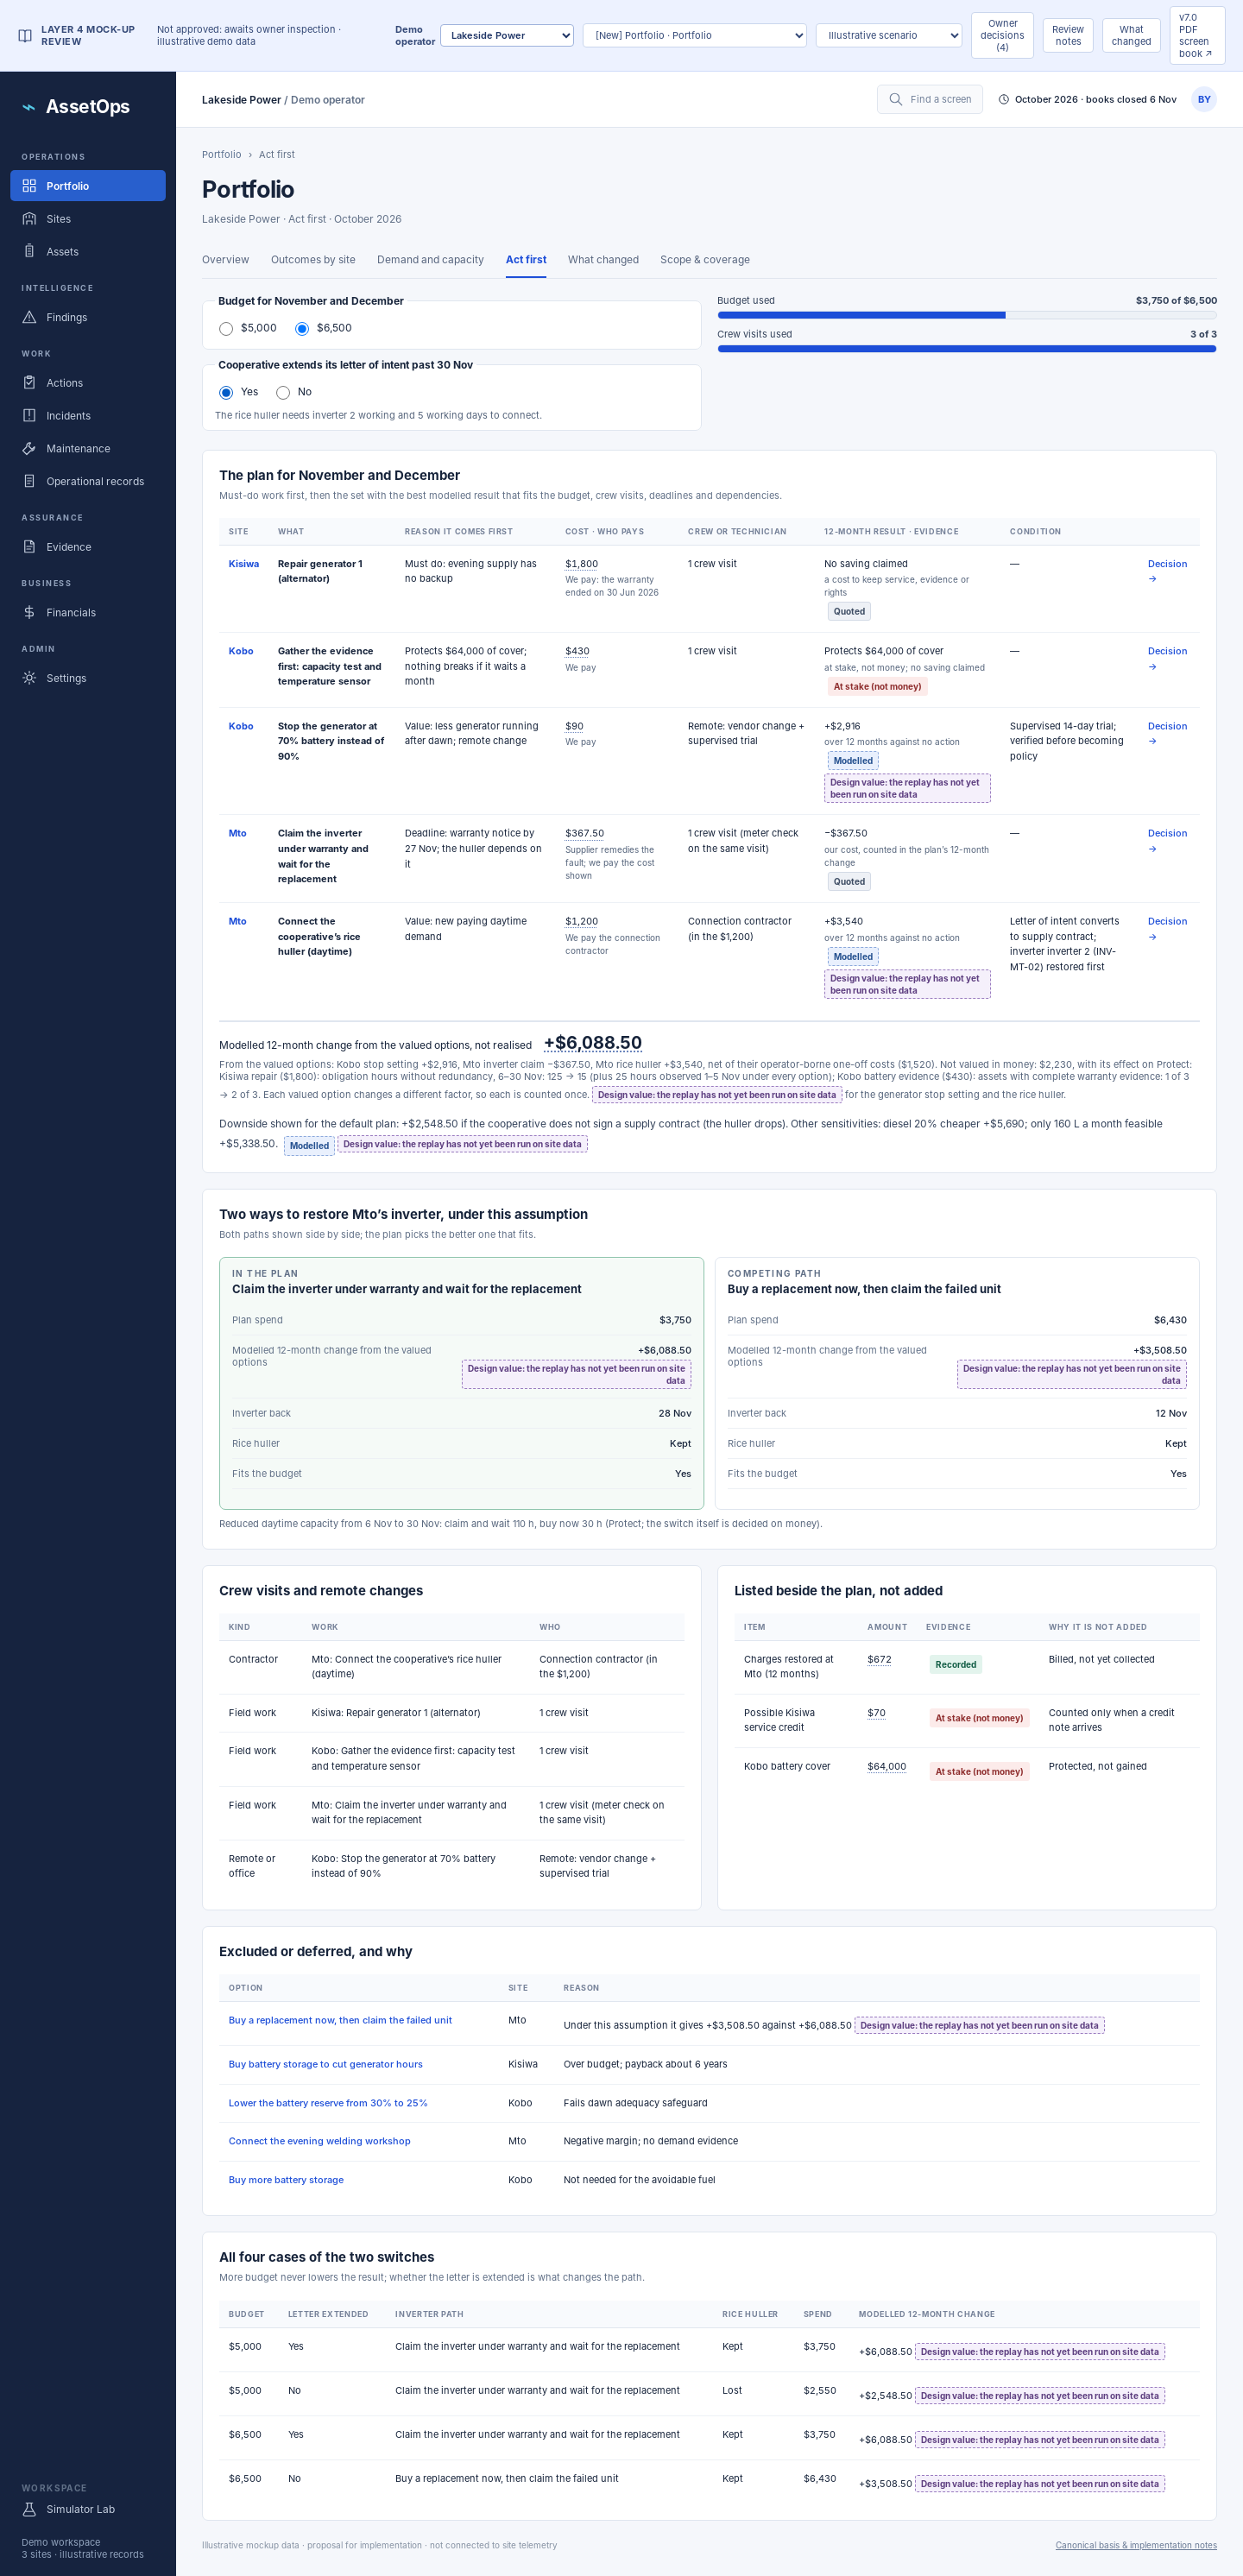 LAYER 4 MOCK-UP
REVIEW
Not approved: awaits owner inspection ·
illustrative demo data
Demo
operator
Lakeside Power
[New] Portfolio · Portfolio
Illustrative scenario
Owner
decisions
(4)
Review
notes
What
changed
v7.0
PDF
screen
book ↗
AssetOps
OPERATIONS
Portfolio
Sites
Assets
INTELLIGENCE
Findings
WORK
Actions
Incidents
Maintenance
Operational records
ASSURANCE
Evidence
BUSINESS
Financials
ADMIN
Settings
WORKSPACE
Simulator Lab
Demo workspace
3 sites · illustrative records
Lakeside Power / Demo operator
Find a screen
October 2026 · books closed 6 Nov
BY
Portfolio › Act first
Portfolio
Lakeside Power · Act first · October 2026
Overview
Outcomes by site
Demand and capacity
Act first
What changed
Scope & coverage
Budget for November and December
$5,000
$6,500
Cooperative extends its letter of intent past 30 Nov
Yes
No
The rice huller needs inverter 2 working and 5 working days to connect.
Budget used
$3,750 of $6,500
Crew visits used
3 of 3
The plan for November and December
Must-do work first, then the set with the best modelled result that fits the budget, crew visits, deadlines and dependencies.
SITE WHAT REASON IT COMES FIRST COST · WHO PAYS CREW OR TECHNICIAN 12-MONTH RESULT · EVIDENCE CONDITION
Kisiwa
Repair generator 1
(alternator)
Must do: evening supply has
no backup
$1,800
We pay: the warranty
ended on 30 Jun 2026
1 crew visit
No saving claimed
a cost to keep service, evidence or
rights
Quoted
—
Decision
→
Kobo
Gather the evidence
first: capacity test and
temperature sensor
Protects $64,000 of cover;
nothing breaks if it waits a
month
$430
We pay
1 crew visit
Protects $64,000 of cover
at stake, not money; no saving claimed
At stake (not money)
—
Decision
→
Kobo
Stop the generator at
70% battery instead of
90%
Value: less generator running
after dawn; remote change
$90
We pay
Remote: vendor change +
supervised trial
+$2,916
over 12 months against no action
Modelled
Design value: the replay has not yet
been run on site data
Supervised 14-day trial;
verified before becoming
policy
Decision
→
Mto
Claim the inverter
under warranty and
wait for the
replacement
Deadline: warranty notice by
27 Nov; the huller depends on
it
$367.50
Supplier remedies the
fault; we pay the cost
shown
1 crew visit (meter check
on the same visit)
−$367.50
our cost, counted in the plan's 12-month
change
Quoted
—
Decision
→
Mto
Connect the
cooperative's rice
huller (daytime)
Value: new paying daytime
demand
$1,200
We pay the connection
contractor
Connection contractor
(in the $1,200)
+$3,540
over 12 months against no action
Modelled
Design value: the replay has not yet
been run on site data
Letter of intent converts
to supply contract;
inverter inverter 2 (INV-
MT-02) restored first
Decision
→
Modelled 12-month change from the valued options, not realised +$6,088.50
From the valued options: Kobo stop setting +$2,916, Mto inverter claim −$367.50, Mto rice huller +$3,540, net of their operator-borne one-off costs ($1,520). Not valued in money: $2,230, with its effect on Protect:
Kisiwa repair ($1,800): obligation hours without redundancy, 6–30 Nov: 125 → 15 (plus 25 hours observed 1–5 Nov under every option); Kobo battery evidence ($430): assets with complete warranty evidence: 1 of 3
→ 2 of 3. Each valued option changes a different factor, so each is counted once. Design value: the replay has not yet been run on site data for the generator stop setting and the rice huller.
Downside shown for the default plan: +$2,548.50 if the cooperative does not sign a supply contract (the huller drops). Other sensitivities: diesel 20% cheaper +$5,690; only 160 L a month feasible
+$5,338.50. Modelled Design value: the replay has not yet been run on site data
Two ways to restore Mto's inverter, under this assumption
Both paths shown side by side; the plan picks the better one that fits.
IN THE PLAN
Claim the inverter under warranty and wait for the replacement
Plan spend $3,750
Modelled 12-month change from the valued
options
+$6,088.50
Design value: the replay has not yet been run on site
data
Inverter back 28 Nov
Rice huller Kept
Fits the budget Yes
COMPETING PATH
Buy a replacement now, then claim the failed unit
Plan spend $6,430
Modelled 12-month change from the valued
options
+$3,508.50
Design value: the replay has not yet been run on site
data
Inverter back 12 Nov
Rice huller Kept
Fits the budget Yes
Reduced daytime capacity from 6 Nov to 30 Nov: claim and wait 110 h, buy now 30 h (Protect; the switch itself is decided on money).
Crew visits and remote changes
KIND WORK WHO
Contractor
Mto: Connect the cooperative's rice huller
(daytime)
Connection contractor (in
the $1,200)
Field work Kisiwa: Repair generator 1 (alternator) 1 crew visit
Field work
Kobo: Gather the evidence first: capacity test
and temperature sensor
1 crew visit
Field work
Mto: Claim the inverter under warranty and
wait for the replacement
1 crew visit (meter check on
the same visit)
Remote or
office
Kobo: Stop the generator at 70% battery
instead of 90%
Remote: vendor change +
supervised trial
Listed beside the plan, not added
ITEM AMOUNT EVIDENCE WHY IT IS NOT ADDED
Charges restored at
Mto (12 months)
$672
Recorded
Billed, not yet collected
Possible Kisiwa
service credit
$70
At stake (not money)
Counted only when a credit
note arrives
Kobo battery cover $64,000 At stake (not money) Protected, not gained
Excluded or deferred, and why
OPTION SITE REASON
Buy a replacement now, then claim the failed unit Mto Under this assumption it gives +$3,508.50 against +$6,088.50 Design value: the replay has not yet been run on site data
Buy battery storage to cut generator hours Kisiwa Over budget; payback about 6 years
Lower the battery reserve from 30% to 25% Kobo Fails dawn adequacy safeguard
Connect the evening welding workshop Mto Negative margin; no demand evidence
Buy more battery storage Kobo Not needed for the avoidable fuel
All four cases of the two switches
More budget never lowers the result; whether the letter is extended is what changes the path.
BUDGET LETTER EXTENDED INVERTER PATH RICE HULLER SPEND MODELLED 12-MONTH CHANGE
$5,000 Yes Claim the inverter under warranty and wait for the replacement Kept $3,750 +$6,088.50 Design value: the replay has not yet been run on site data
$5,000 No Claim the inverter under warranty and wait for the replacement Lost $2,550 +$2,548.50 Design value: the replay has not yet been run on site data
$6,500 Yes Claim the inverter under warranty and wait for the replacement Kept $3,750 +$6,088.50 Design value: the replay has not yet been run on site data
$6,500 No Buy a replacement now, then claim the failed unit Kept $6,430 +$3,508.50 Design value: the replay has not yet been run on site data
Illustrative mockup data · proposal for implementation · not connected to site telemetry
Canonical basis & implementation notes